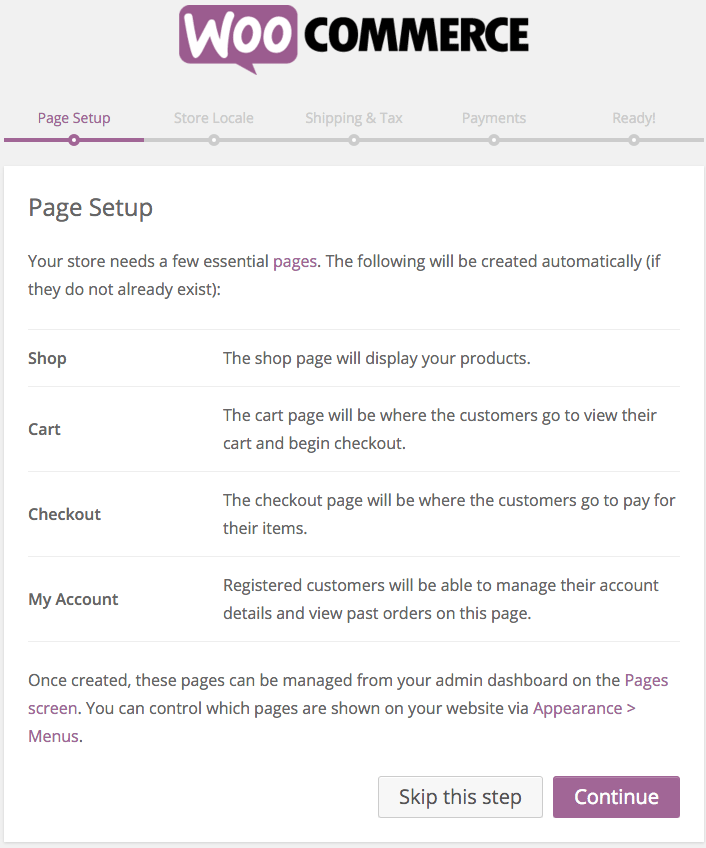 WOO COMMERCE
Page Setup Store Locale Shipping & Tax Payments Ready!
Page Setup
Your store needs a few essential pages. The following will be created automatically (if
they do not already exist):
Shop The shop page will display your products.
Cart The cart page will be where the customers go to view their
cart and begin checkout.
Checkout The checkout page will be where the customers go to pay for
their items.
My Account Registered customers will be able to manage their account
details and view past orders on this page.
Once created, these pages can be managed from your admin dashboard on the Pages
screen. You can control which pages are shown on your website via Appearance >
Menus.
Skip this step Continue